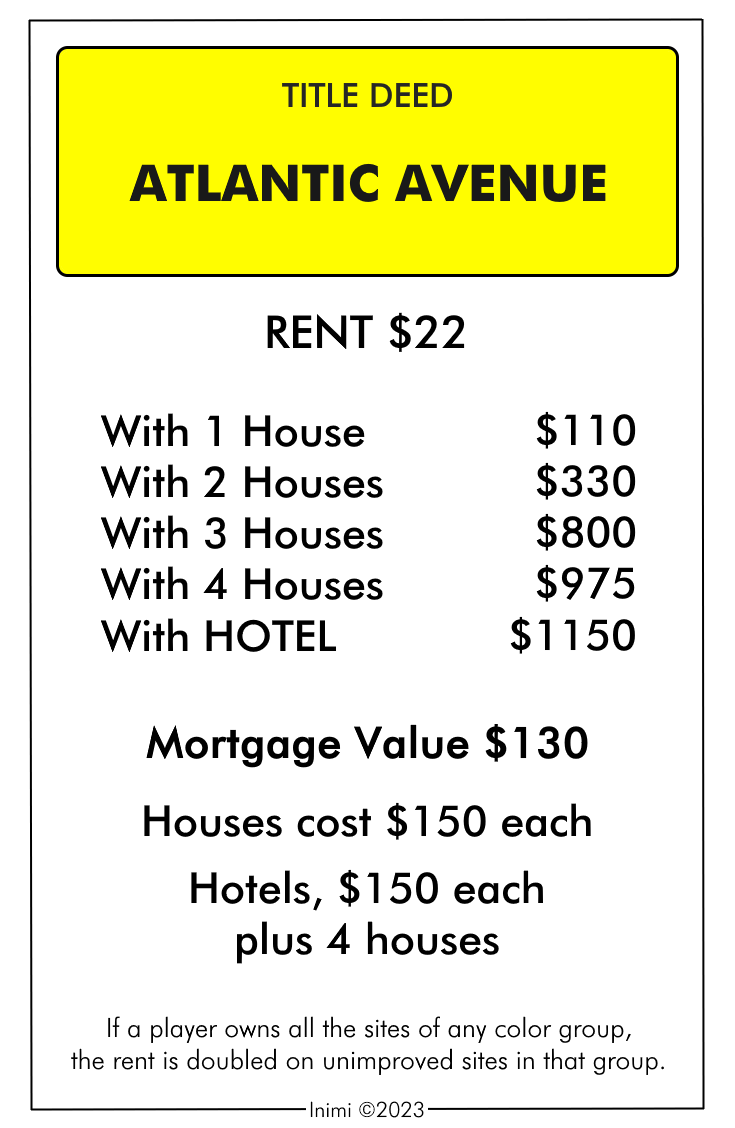 TITLE DEED
ATLANTIC AVENUE
RENT $22
With 1 House $110
With 2 Houses $330
With 3 Houses $800
With 4 Houses $975
With HOTEL $1150
Mortgage Value $130
Houses cost $150 each
Hotels, $150 each
plus 4 houses
If a player owns all the sites of any color group,
the rent is doubled on unimproved sites in that group.
Inimi ©2023